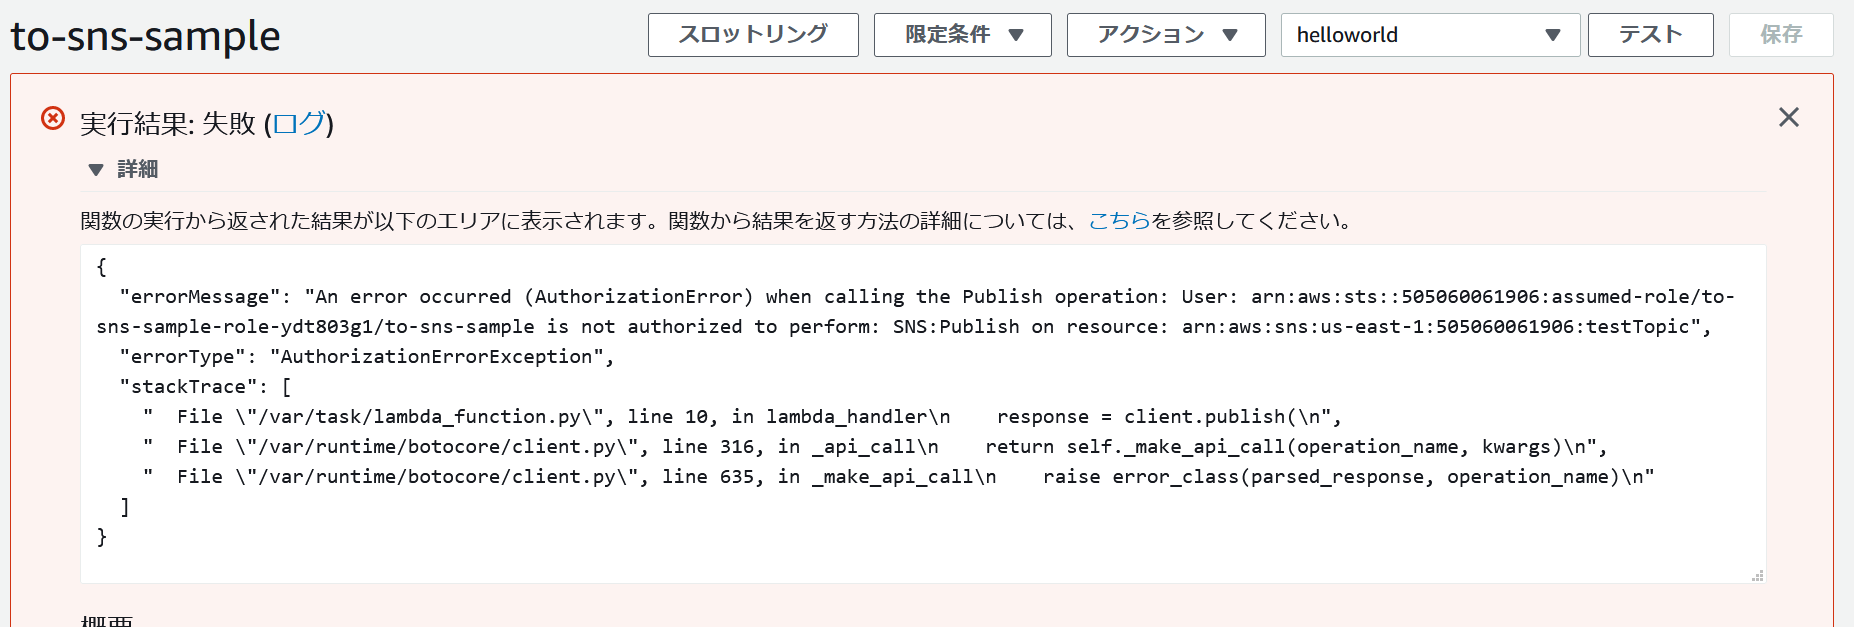 to-sns-sample スロットリング 限定条件 ▼ アクション ▼ helloworld ▼ テスト 保存
実行結果: 失敗 (ログ)
▼ 詳細
関数の実行から返された結果が以下のエリアに表示されます。関数から結果を返す方法の詳細については、こちらを参照してください。
{
  "errorMessage": "An error occurred (AuthorizationError) when calling the Publish operation: User: arn:aws:sts::505060061906:assumed-role/to-
sns-sample-role-ydt803g1/to-sns-sample is not authorized to perform: SNS:Publish on resource: arn:aws:sns:us-east-1:505060061906:testTopic",
  "errorType": "AuthorizationErrorException",
  "stackTrace": [
    "  File \"/var/task/lambda_function.py\", line 10, in lambda_handler\n    response = client.publish(\n",
    "  File \"/var/runtime/botocore/client.py\", line 316, in _api_call\n    return self._make_api_call(operation_name, kwargs)\n",
    "  File \"/var/runtime/botocore/client.py\", line 635, in _make_api_call\n    raise error_class(parsed_response, operation_name)\n"
  ]
}
概要